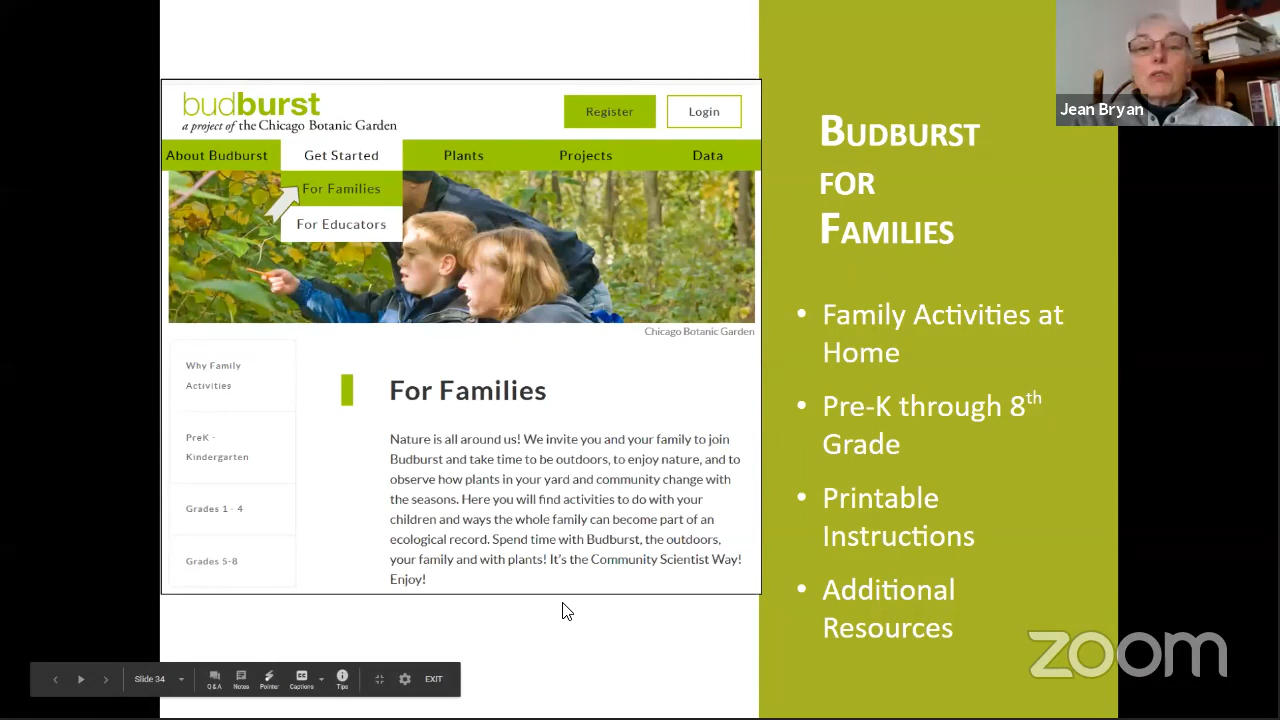 budburst
a project of the Chicago Botanic Garden
Register
Login
About Budburst
Get Started
Plants
Projects
Data
For Families
For Educators
Chicago Botanic Garden
Why Family
Activities
PreK -
Kindergarten
Grades 1 - 4
Grades 5-8
For Families
Nature is all around us! We invite you and your family to join
Budburst and take time to be outdoors, to enjoy nature, and to
observe how plants in your yard and community change with
the seasons. Here you will find activities to do with your
children and ways the whole family can become part of an
ecological record. Spend time with Budburst, the outdoors,
your family and with plants! It's the Community Scientist Way!
Enjoy!
BUDBURST
FOR
FAMILIES
• Family Activities at
Home
• Pre-K through 8th
Grade
• Printable
Instructions
• Additional
Resources
Jean Bryan
zoom
Slide 34
Q & A
Notes
Pointer
Captions
Tips
EXIT